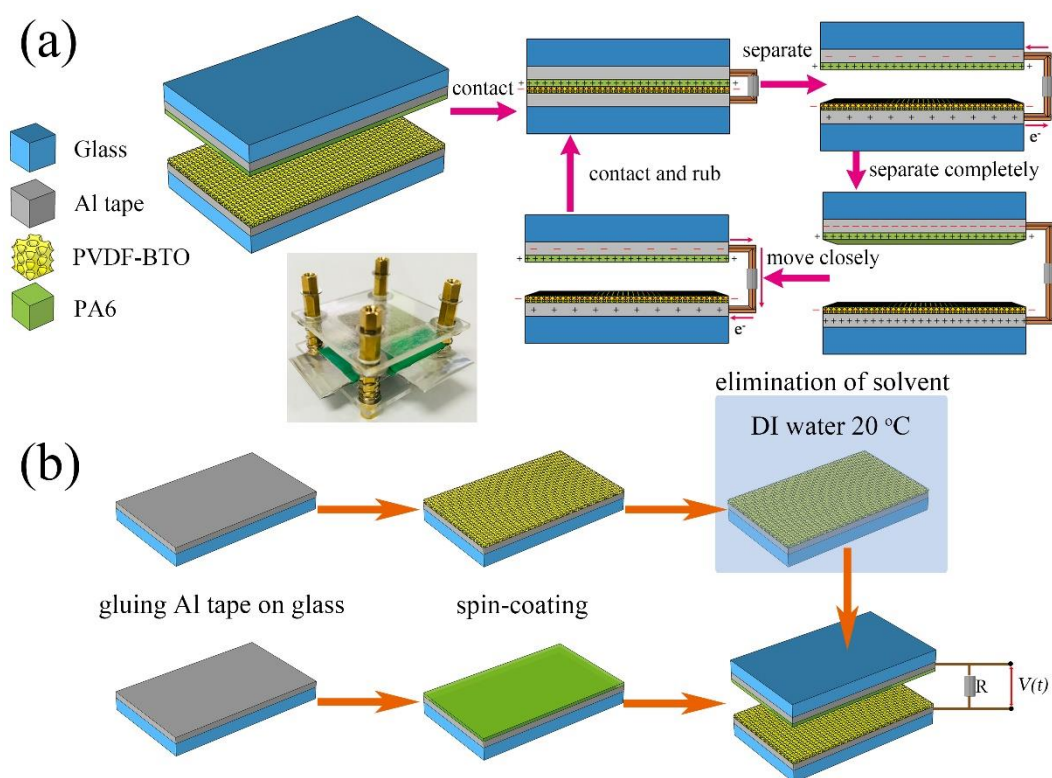 (a)
Glass
Al tape
PVDF-BTO
PA6
contact
separate
e-
separate completely
contact and rub
move closely
e-
(b)
elimination of solvent
DI water 20 °C
gluing Al tape on glass
spin-coating
R
V(t)